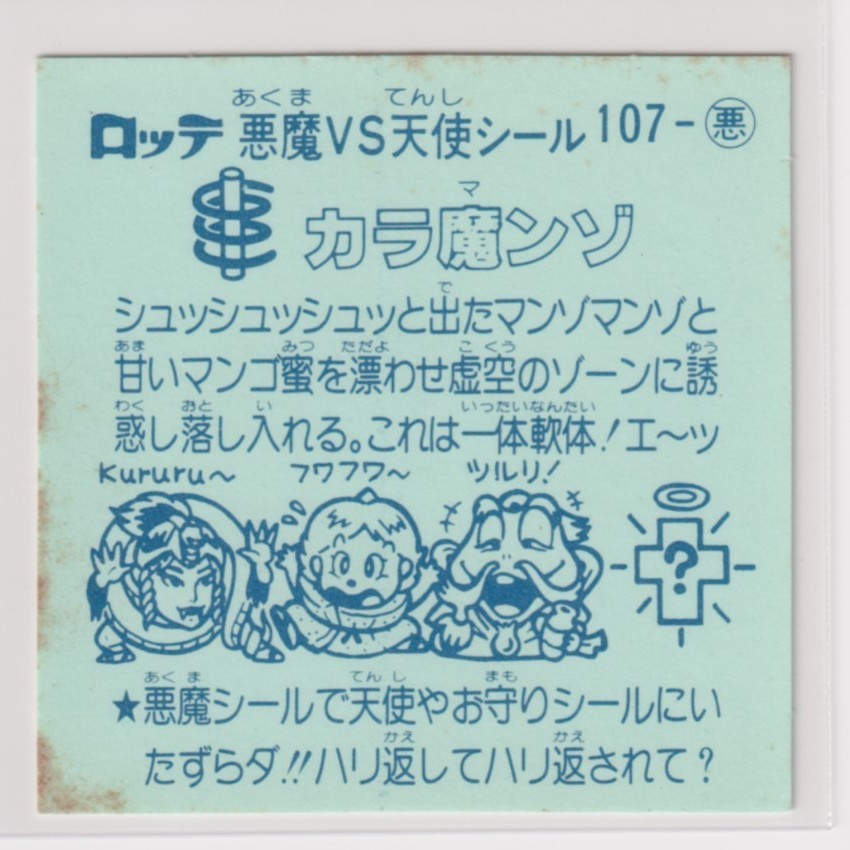 あくま てんし
ロッテ 悪魔VS天使シール 107-悪
マ
カラ魔ンゾ
で
シュッシュッシュッと出たマンゾマンゾと
あま みつ ただよ こくう ゆう
甘いマンゴ蜜を漂わせ虚空のゾーンに誘
わく おと い いったいなんたい
惑し落し入れる。これは一体軟体!エ〜ッ
Kururu〜 フワフワ〜 ツルリ!
?
あくま てんし まも
★悪魔シールで天使やお守りシールにい
かえ かえ
たずらダ!!ハリ返してハリ返されて?